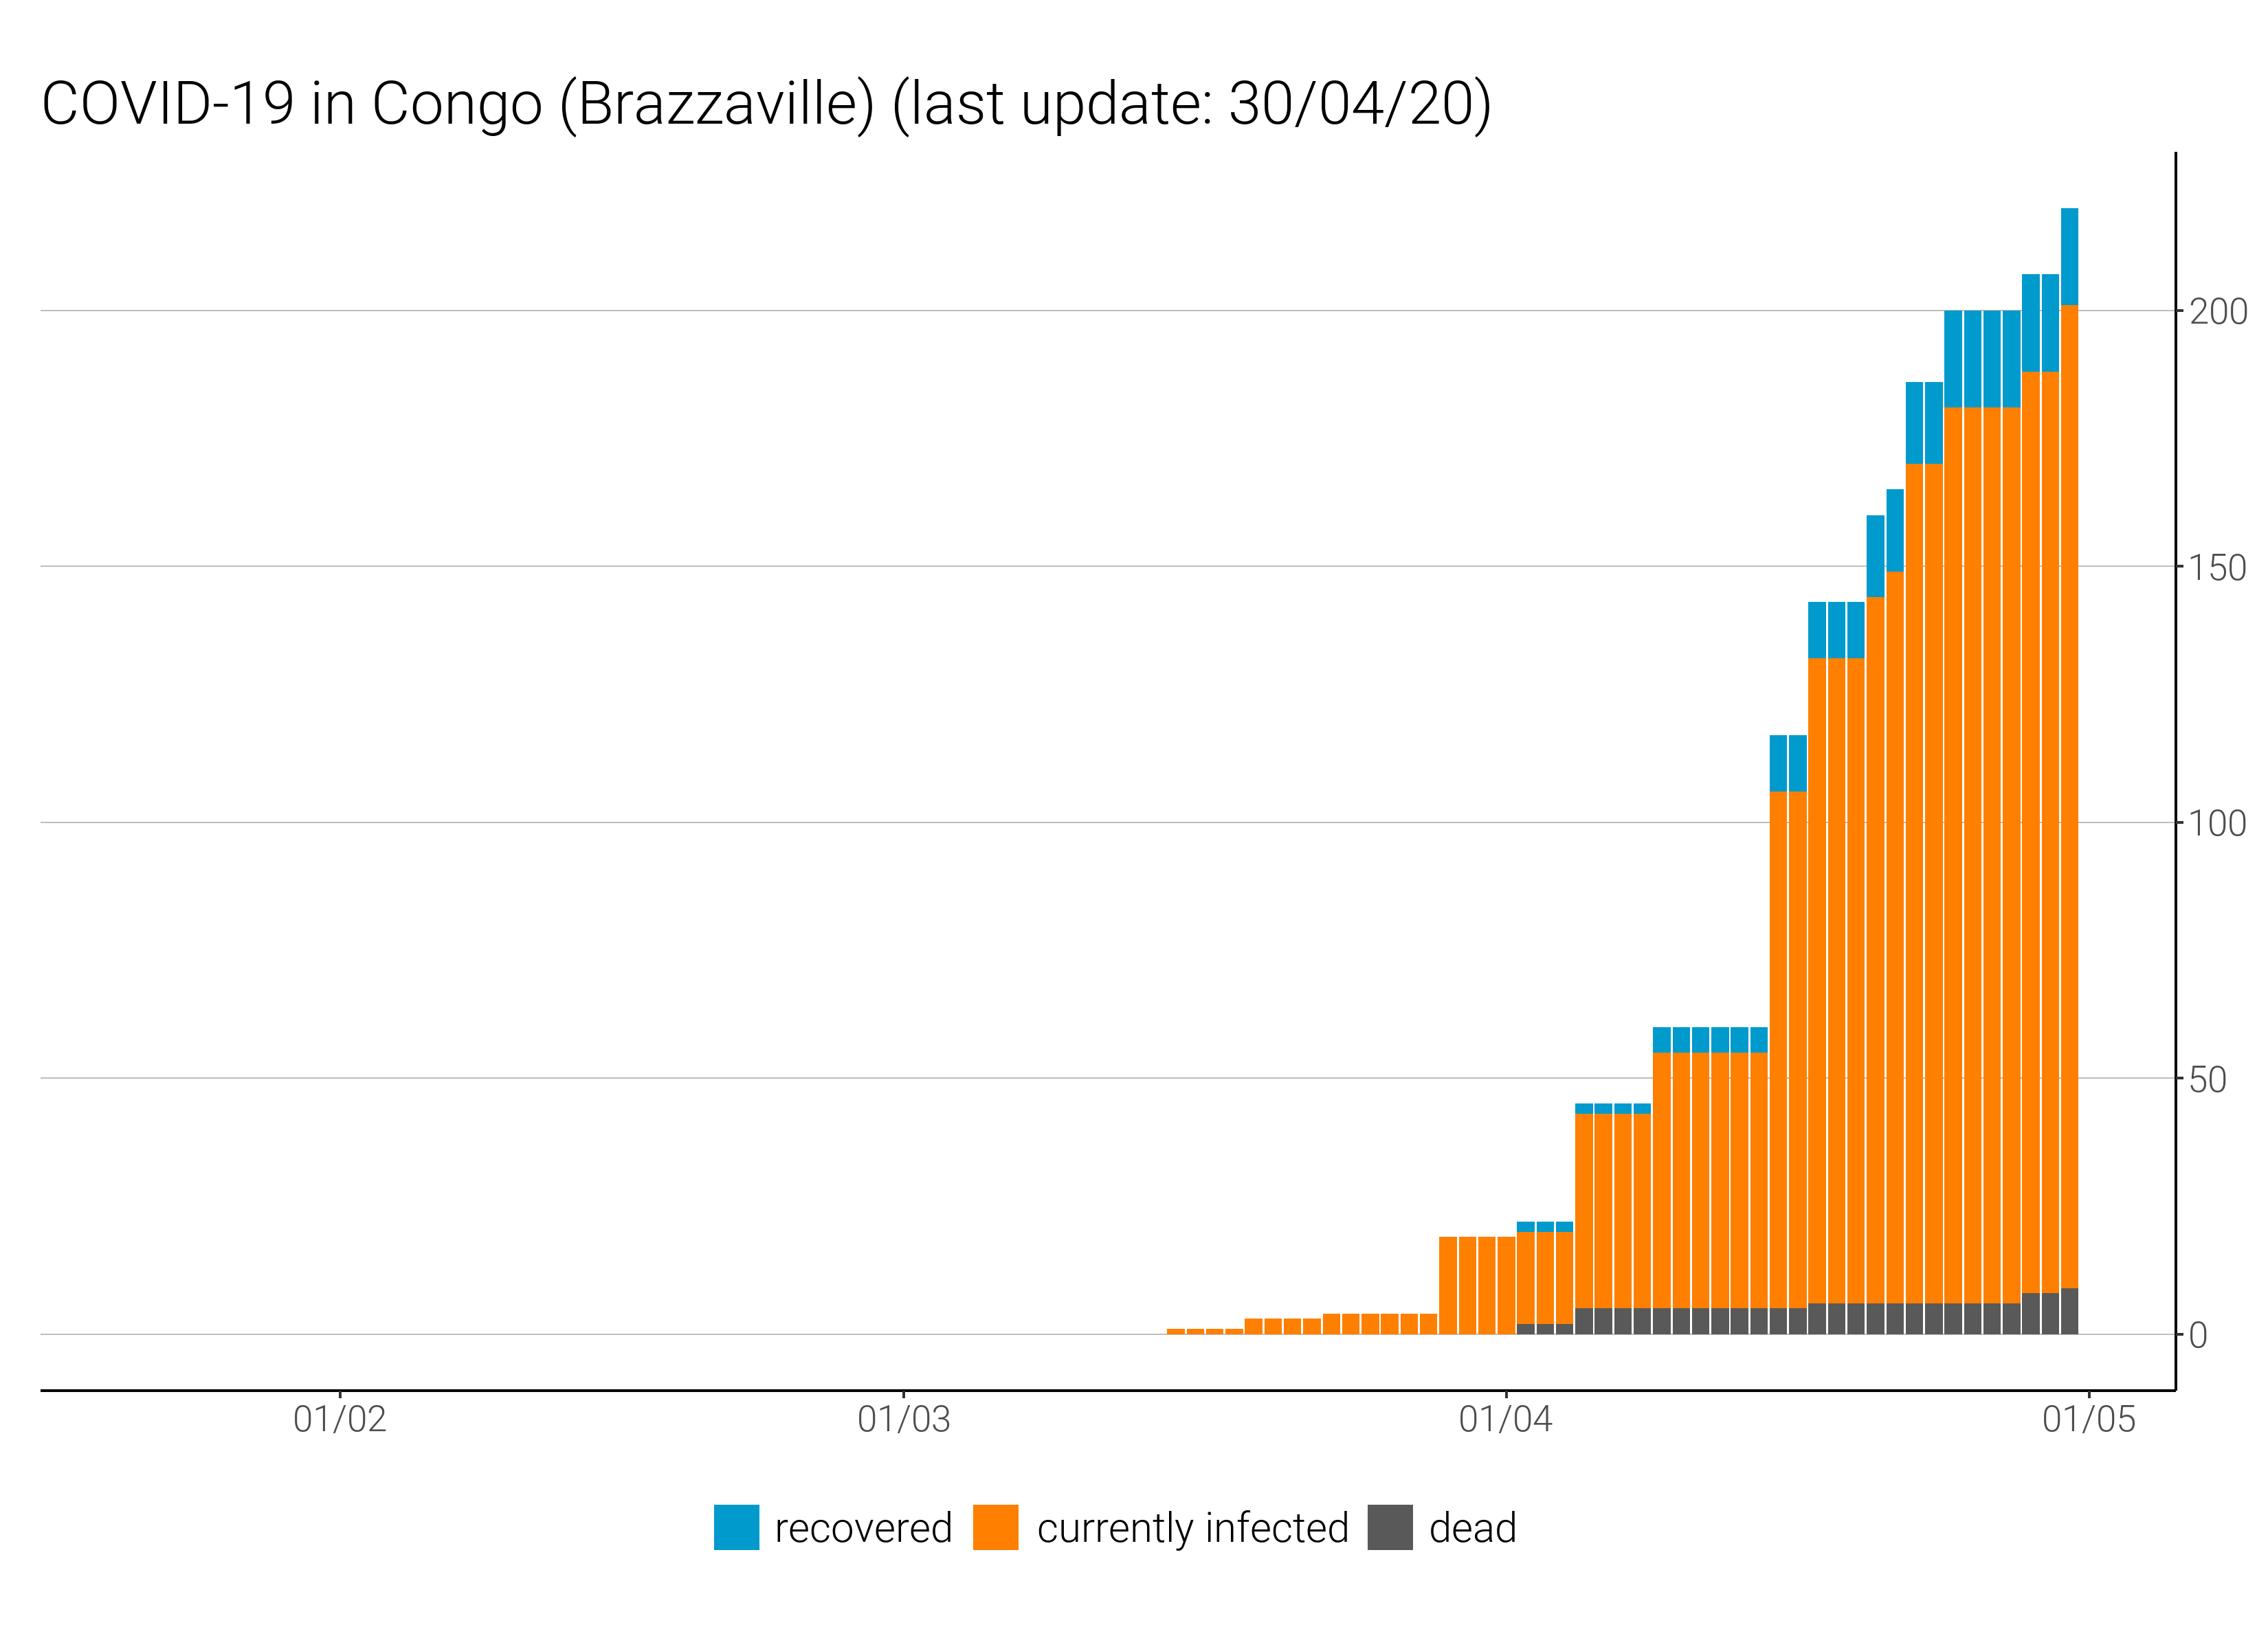 COVID-19 in Congo (Brazzaville) (last update: 30/04/20)
200
150
100
50
0
01/02 01/03 01/04 01/05
recovered currently infected dead